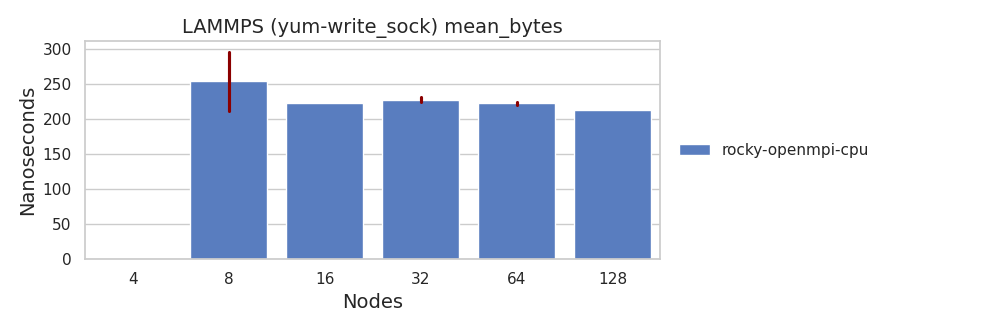 LAMMPS (yum-write_sock) mean_bytes
300
250
200
150
100
50
0
Nanoseconds
4 8 16 32 64 128
Nodes
rocky-openmpi-cpu